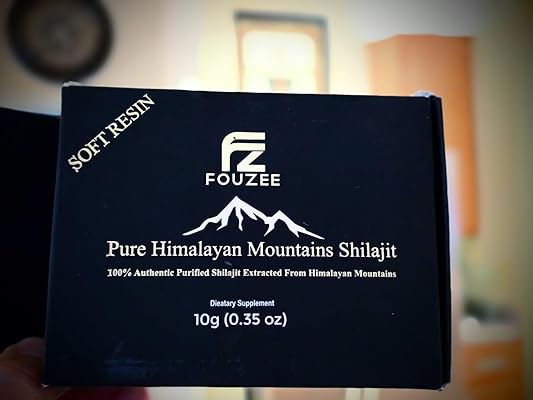 SOFT RESIN
FZ
FOUZEE
Pure Himalayan Mountains Shilajit
100% Authentic Purified Shilajit Extracted From Himalayan Mountains
Dieatary Supplement
10g (0.35 oz)